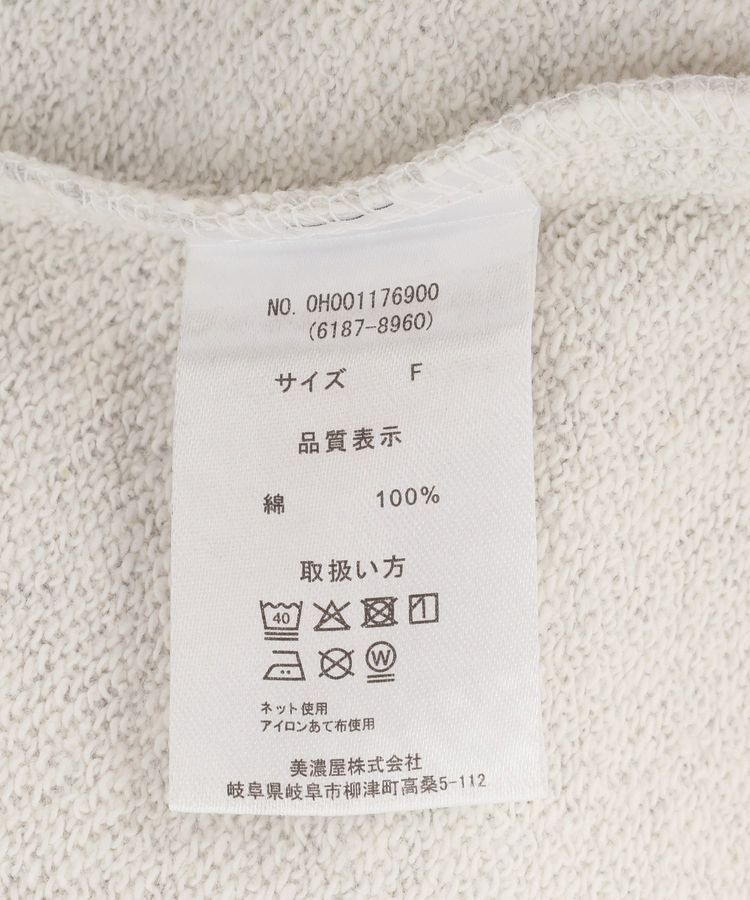 NO. OH001176900
(6187-8960)
サイズ F
品質表示
綿 100%
取扱い方
40
W
ネット使用
アイロンあて布使用
美濃屋株式会社
岐阜県岐阜市柳津町高桑5-112